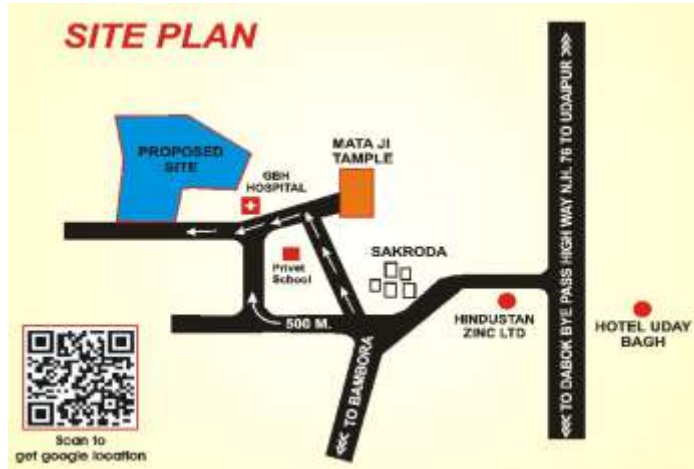 SITE PLAN
PROPOSED
SITE
GBH
HOSPITAL
MATA JI
TAMPLE
Privet
School
SAKRODA
500 M.
HINDUSTAN
ZINC LTD
HOTEL UDAY
BAGH
<<< TO BAMBORA
<<< TO DABOK BYE PASS HIGH WAY N.H. 76 TO UDAIPUR >>>
Scan to
get google location